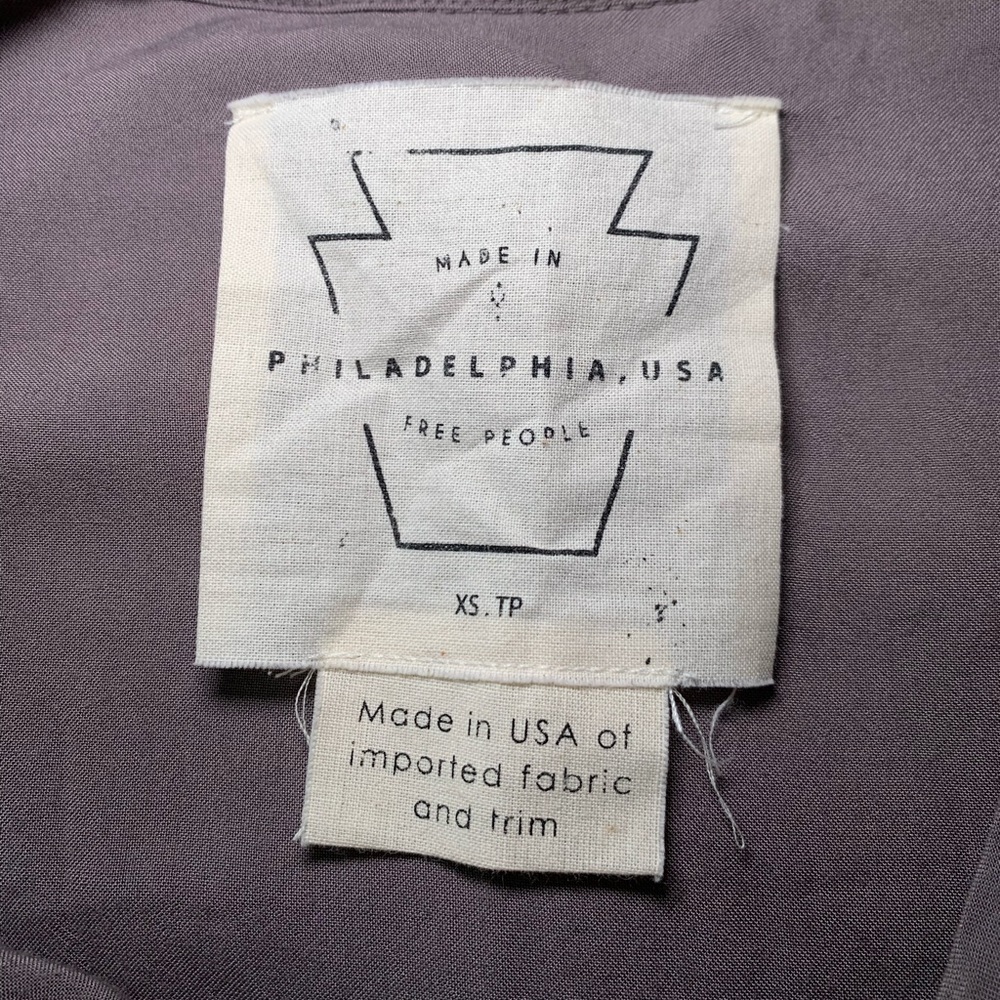 MADE IN
PHILADELPHIA, USA
FREE PEOPLE
XS. TP
Made in USA of
imported fabric
and trim